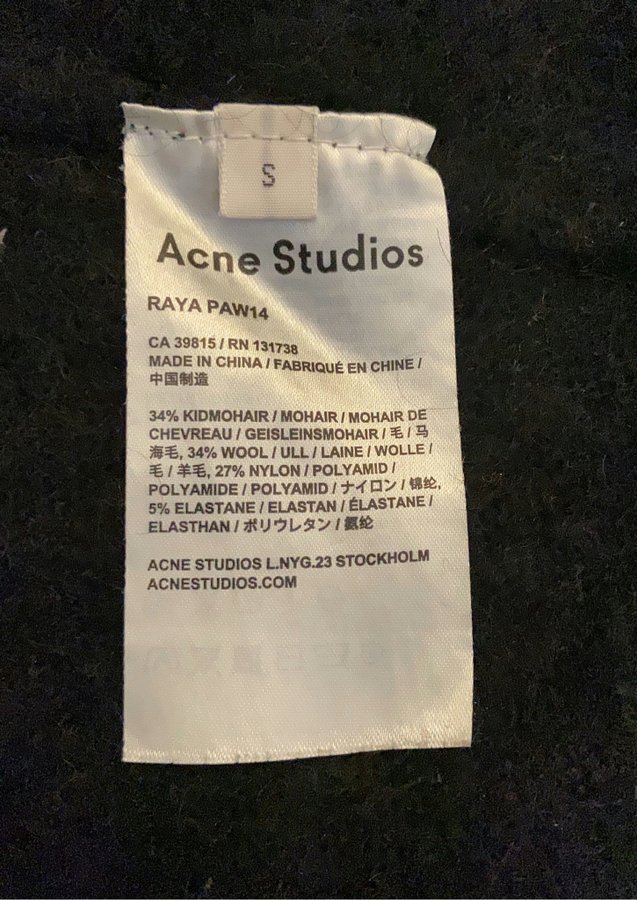 S
Acne Studios
RAYA PAW14
CA 39815 / RN 131738
MADE IN CHINA / FABRIQUÉ EN CHINE /
中国制造
34% KIDMOHAIR / MOHAIR / MOHAIR DE
CHEVREAU / GEISLEINSMOHAIR / 毛 / 马
海毛, 34% WOOL / ULL / LAINE / WOLLE /
毛 / 羊毛, 27% NYLON / POLYAMID /
POLYAMIDE / POLYAMID / ナイロン / 锦纶,
5% ELASTANE / ELASTAN / ÉLASTANE /
ELASTHAN / ポリウレタン / 氨纶
ACNE STUDIOS L.NYG.23 STOCKHOLM
ACNESTUDIOS.COM